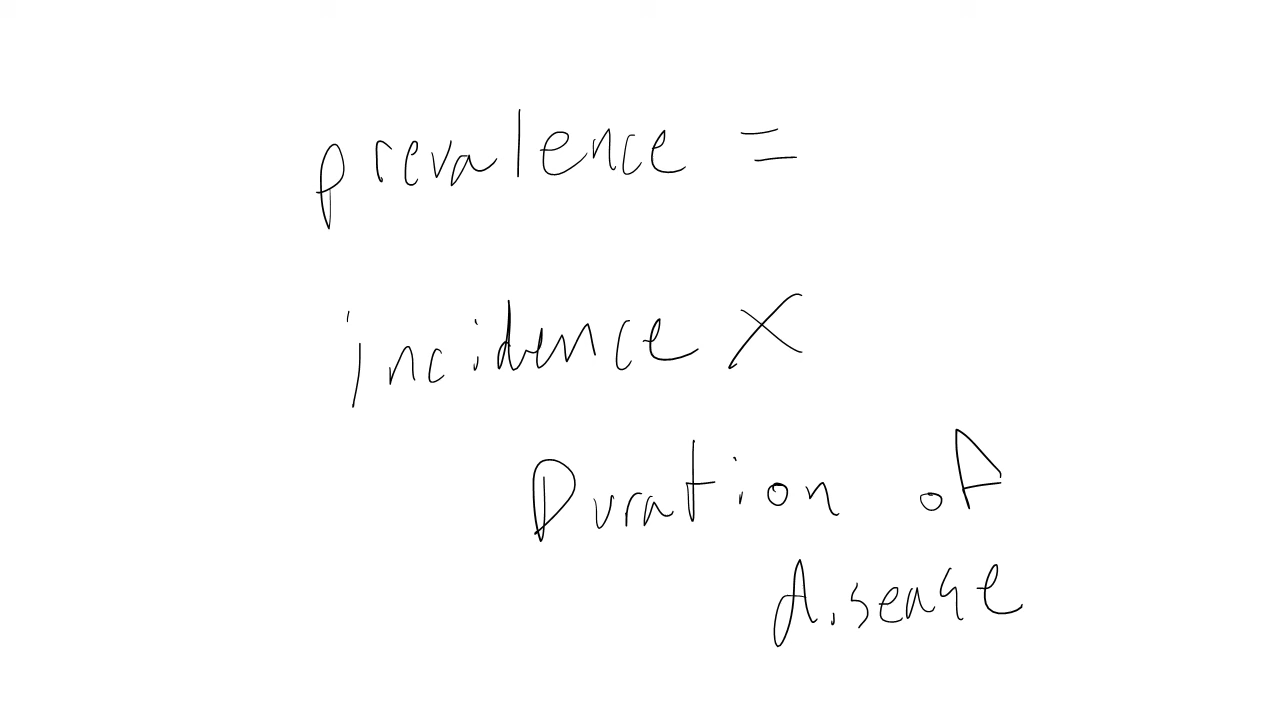 prevalence =
incidence X
Duration of
disease